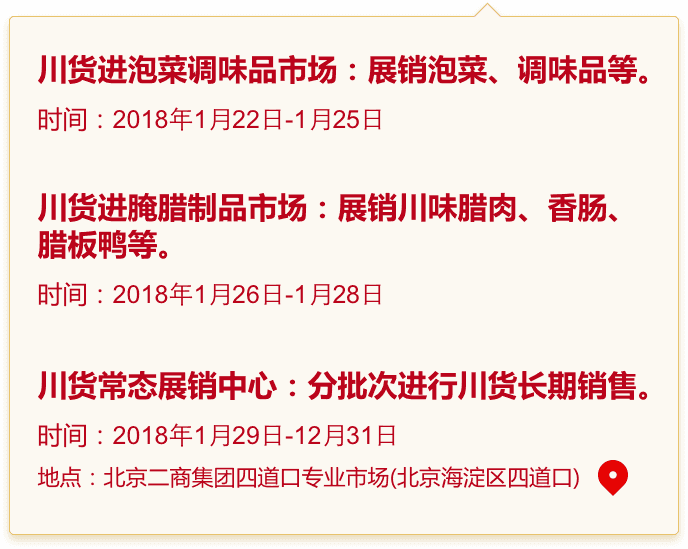 川货进泡菜调味品市场：展销泡菜、调味品等。
时间：2018年1月22日-1月25日
川货进腌腊制品市场：展销川味腊肉、香肠、
腊板鸭等。
时间：2018年1月26日-1月28日
川货常态展销中心：分批次进行川货长期销售。
时间：2018年1月29日-12月31日
地点：北京二商集团四道口专业市场(北京海淀区四道口)